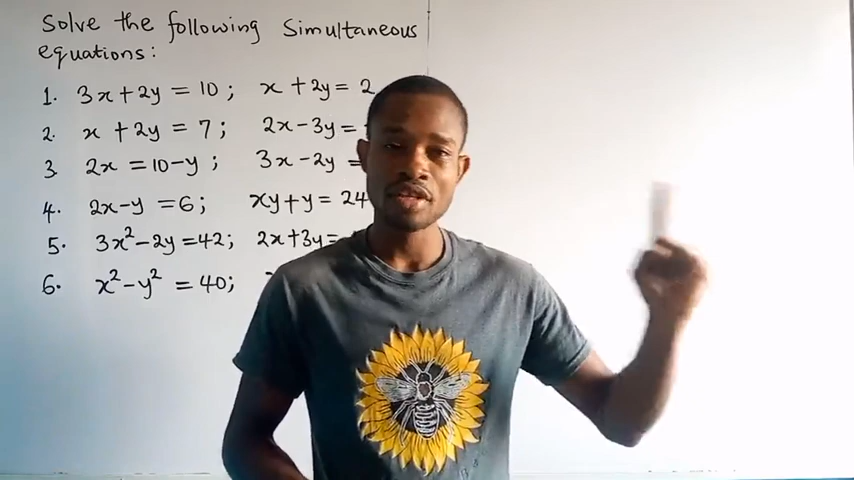 Solve the following Simultaneous
equations:
1. 3x+2y = 10; x+2y = 2
2. x+2y = 7; 2x-3y =
3 2x = 10-y; 3x-2y =
4. 2x-y = 6; xy+y = 24
5. 3x²-2y = 42; 2x+3y =
6. x²-y² = 40;